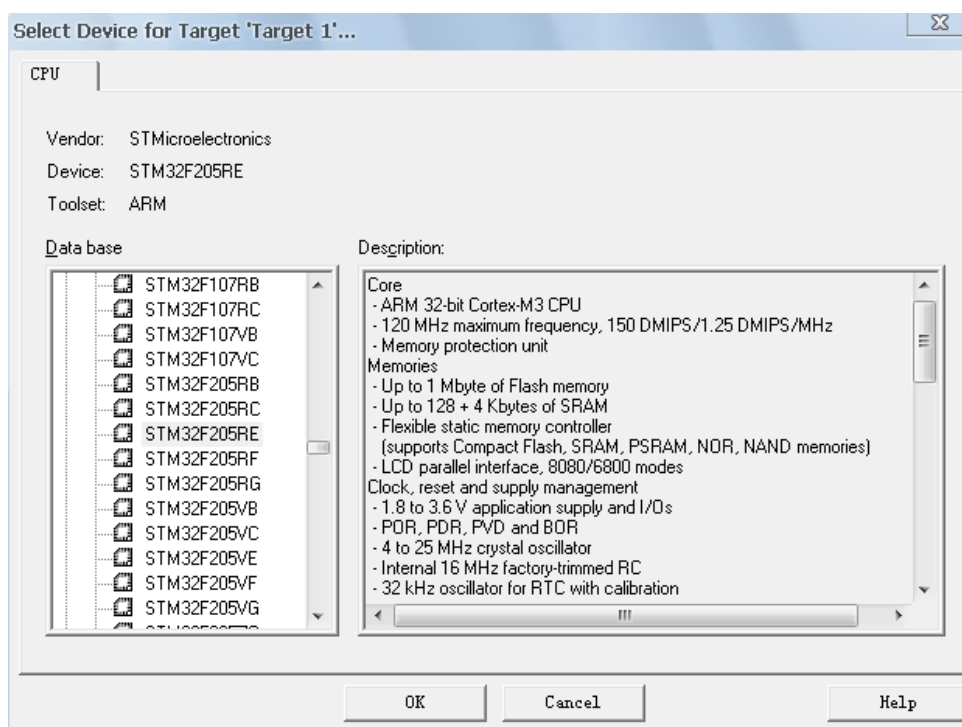 Select Device for Target 'Target 1'...
CPU
Vendor: STMicroelectronics
Device: STM32F205RE
Toolset: ARM
Data base
Description:
STM32F107RB
STM32F107RC
STM32F107VB
STM32F107VC
STM32F205RB
STM32F205RC
STM32F205RE
STM32F205RF
STM32F205RG
STM32F205VB
STM32F205VC
STM32F205VE
STM32F205VF
STM32F205VG
Core
- ARM 32-bit Cortex-M3 CPU
- 120 MHz maximum frequency, 150 DMIPS/1.25 DMIPS/MHz
- Memory protection unit
Memories
- Up to 1 Mbyte of Flash memory
- Up to 128 + 4 Kbytes of SRAM
- Flexible static memory controller
(supports Compact Flash, SRAM, PSRAM, NOR, NAND memories)
- LCD parallel interface, 8080/6800 modes
Clock, reset and supply management
- 1.8 to 3.6 V application supply and I/Os
- POR, PDR, PVD and BOR
- 4 to 25 MHz crystal oscillator
- Internal 16 MHz factory-trimmed RC
- 32 kHz oscillator for RTC with calibration
OK
Cancel
Help